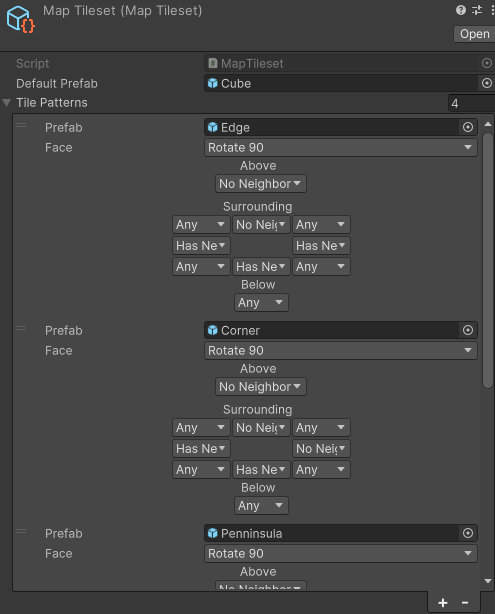 Map Tileset (Map Tileset)
Open
Script MapTileset
Default Prefab Cube
Tile Patterns 4
Prefab Edge
Face Rotate 90
Above
No Neighbor
Surrounding
Any No Neig Any
Has Ne Has Ne
Any Has Ne Any
Below
Any
Prefab Corner
Face Rotate 90
Above
No Neighbor
Surrounding
Any No Neig Any
Has Ne No Neig
Any Has Ne Any
Below
Any
Prefab Penninsula
Face Rotate 90
Above
No Neighbor
+ -